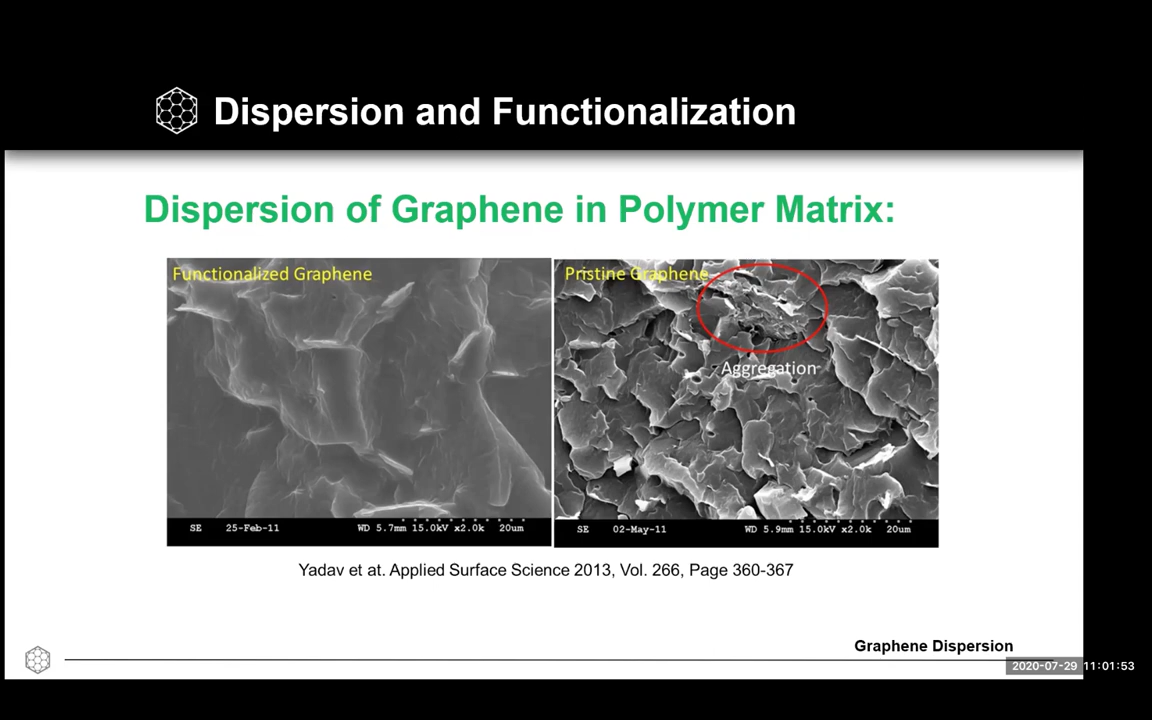 Dispersion and Functionalization
Dispersion of Graphene in Polymer Matrix:
Functionalized Graphene
Pristine Graphene
Aggregation
SE 25-Feb-11 WD 5.7mm 15.0kV x2.0k 20um
SE 02-May-11 WD 5.9mm 15.0kV x2.0k 20um
Yadav et at. Applied Surface Science 2013, Vol. 266, Page 360-367
Graphene Dispersion
2020-07-29 11:01:53